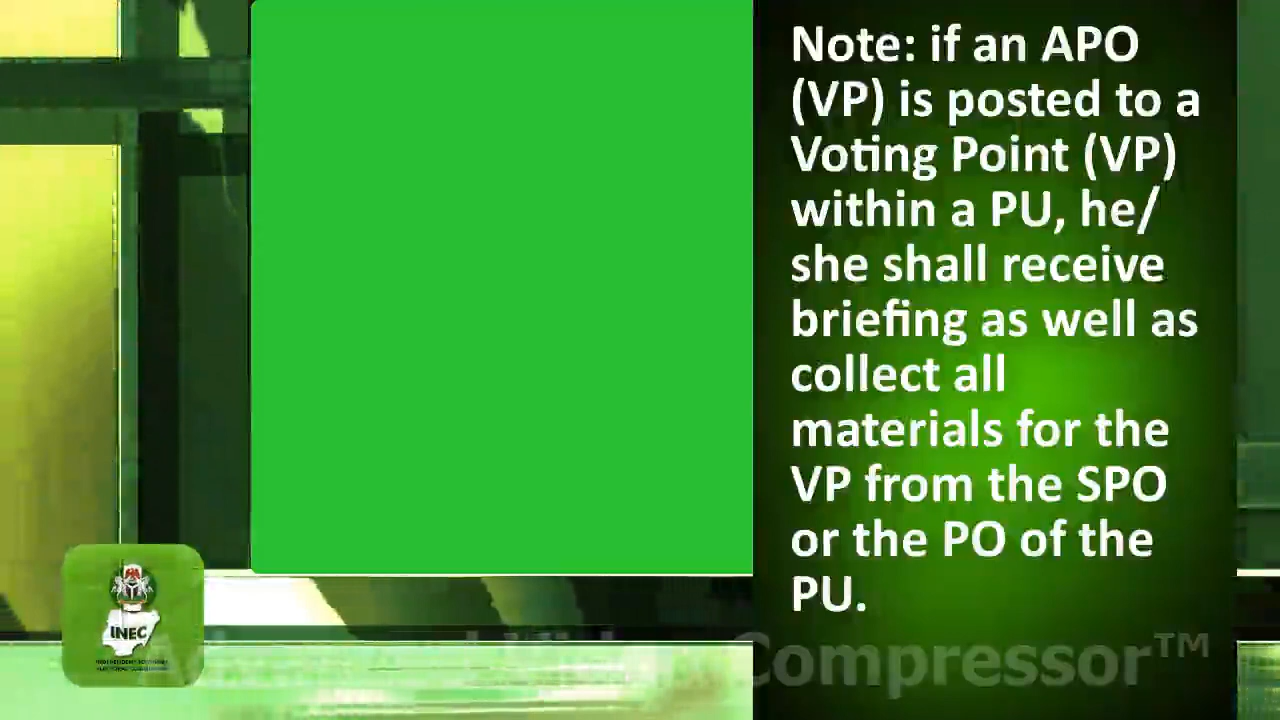 Note: if an APO
(VP) is posted to a
Voting Point (VP)
within a PU, he/
she shall receive
briefing as well as
collect all
materials for the
VP from the SPO
or the PO of the
PU.
INEC
Compressor™